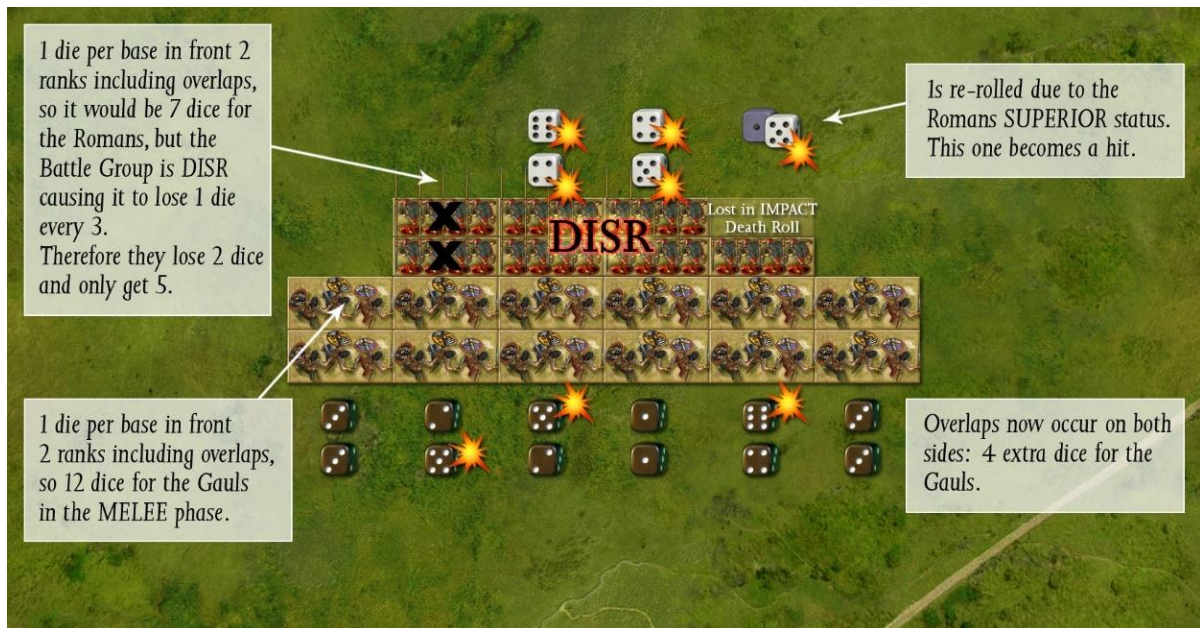 1 die per base in front 2
ranks including overlaps,
so it would be 7 dice for
the Romans, but the
Battle Group is DISR
causing it to lose 1 die
every 3.
Therefore they lose 2 dice
and only get 5.
1s re-rolled due to the
Romans SUPERIOR status.
This one becomes a hit.
Lost in IMPACT
Death Roll
DISR
1 die per base in front
2 ranks including overlaps,
so 12 dice for the Gauls
in the MELEE phase.
Overlaps now occur on both
sides: 4 extra dice for the
Gauls.